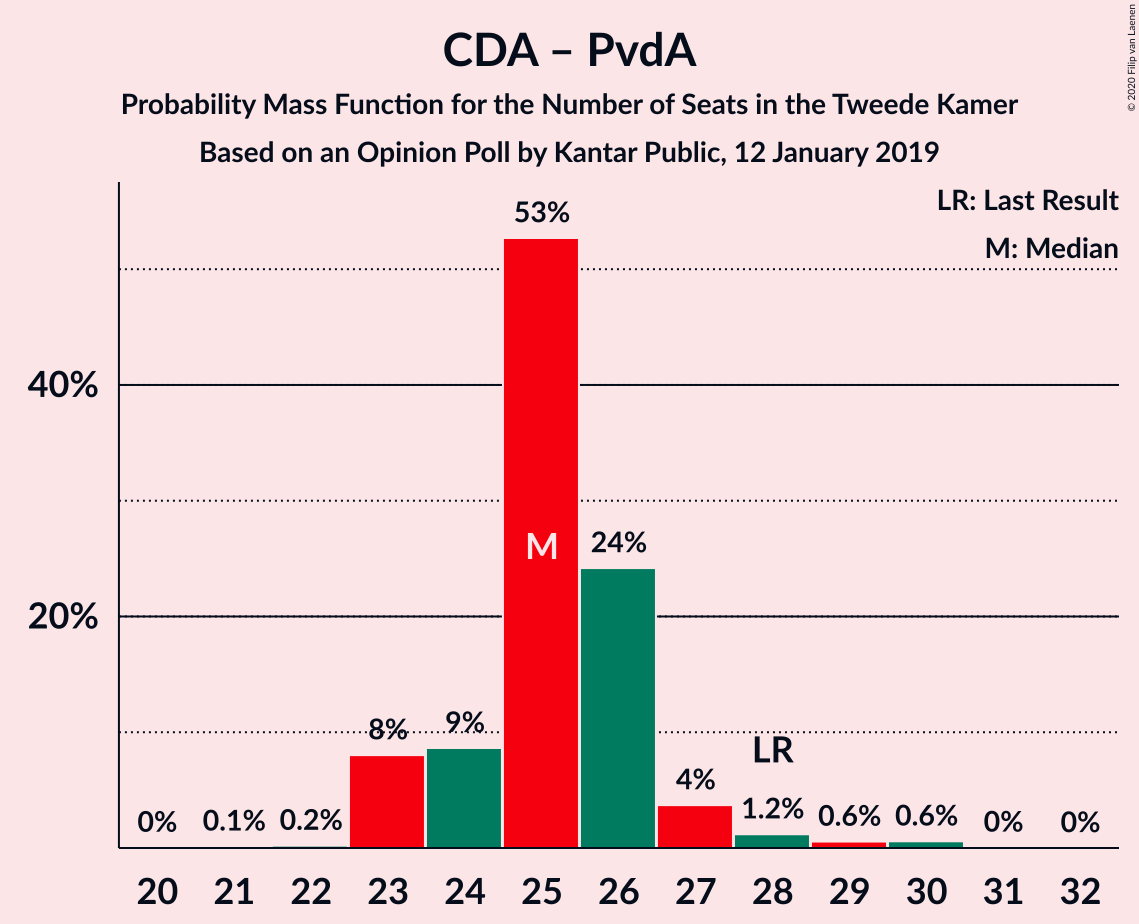 © 2020 Filip van Laenen
CDA – PvdA
Probability Mass Function for the Number of Seats in the Tweede Kamer
Based on an Opinion Poll by Kantar Public, 12 January 2019
LR: Last Result
M: Median
53%
40%
M
24%
20%
8%
9%
LR
4%
0%
0.1%
0.2%
1.2%
0.6%
0.6%
0%
0%
20 21 22 23 24 25 26 27 28 29 30 31 32